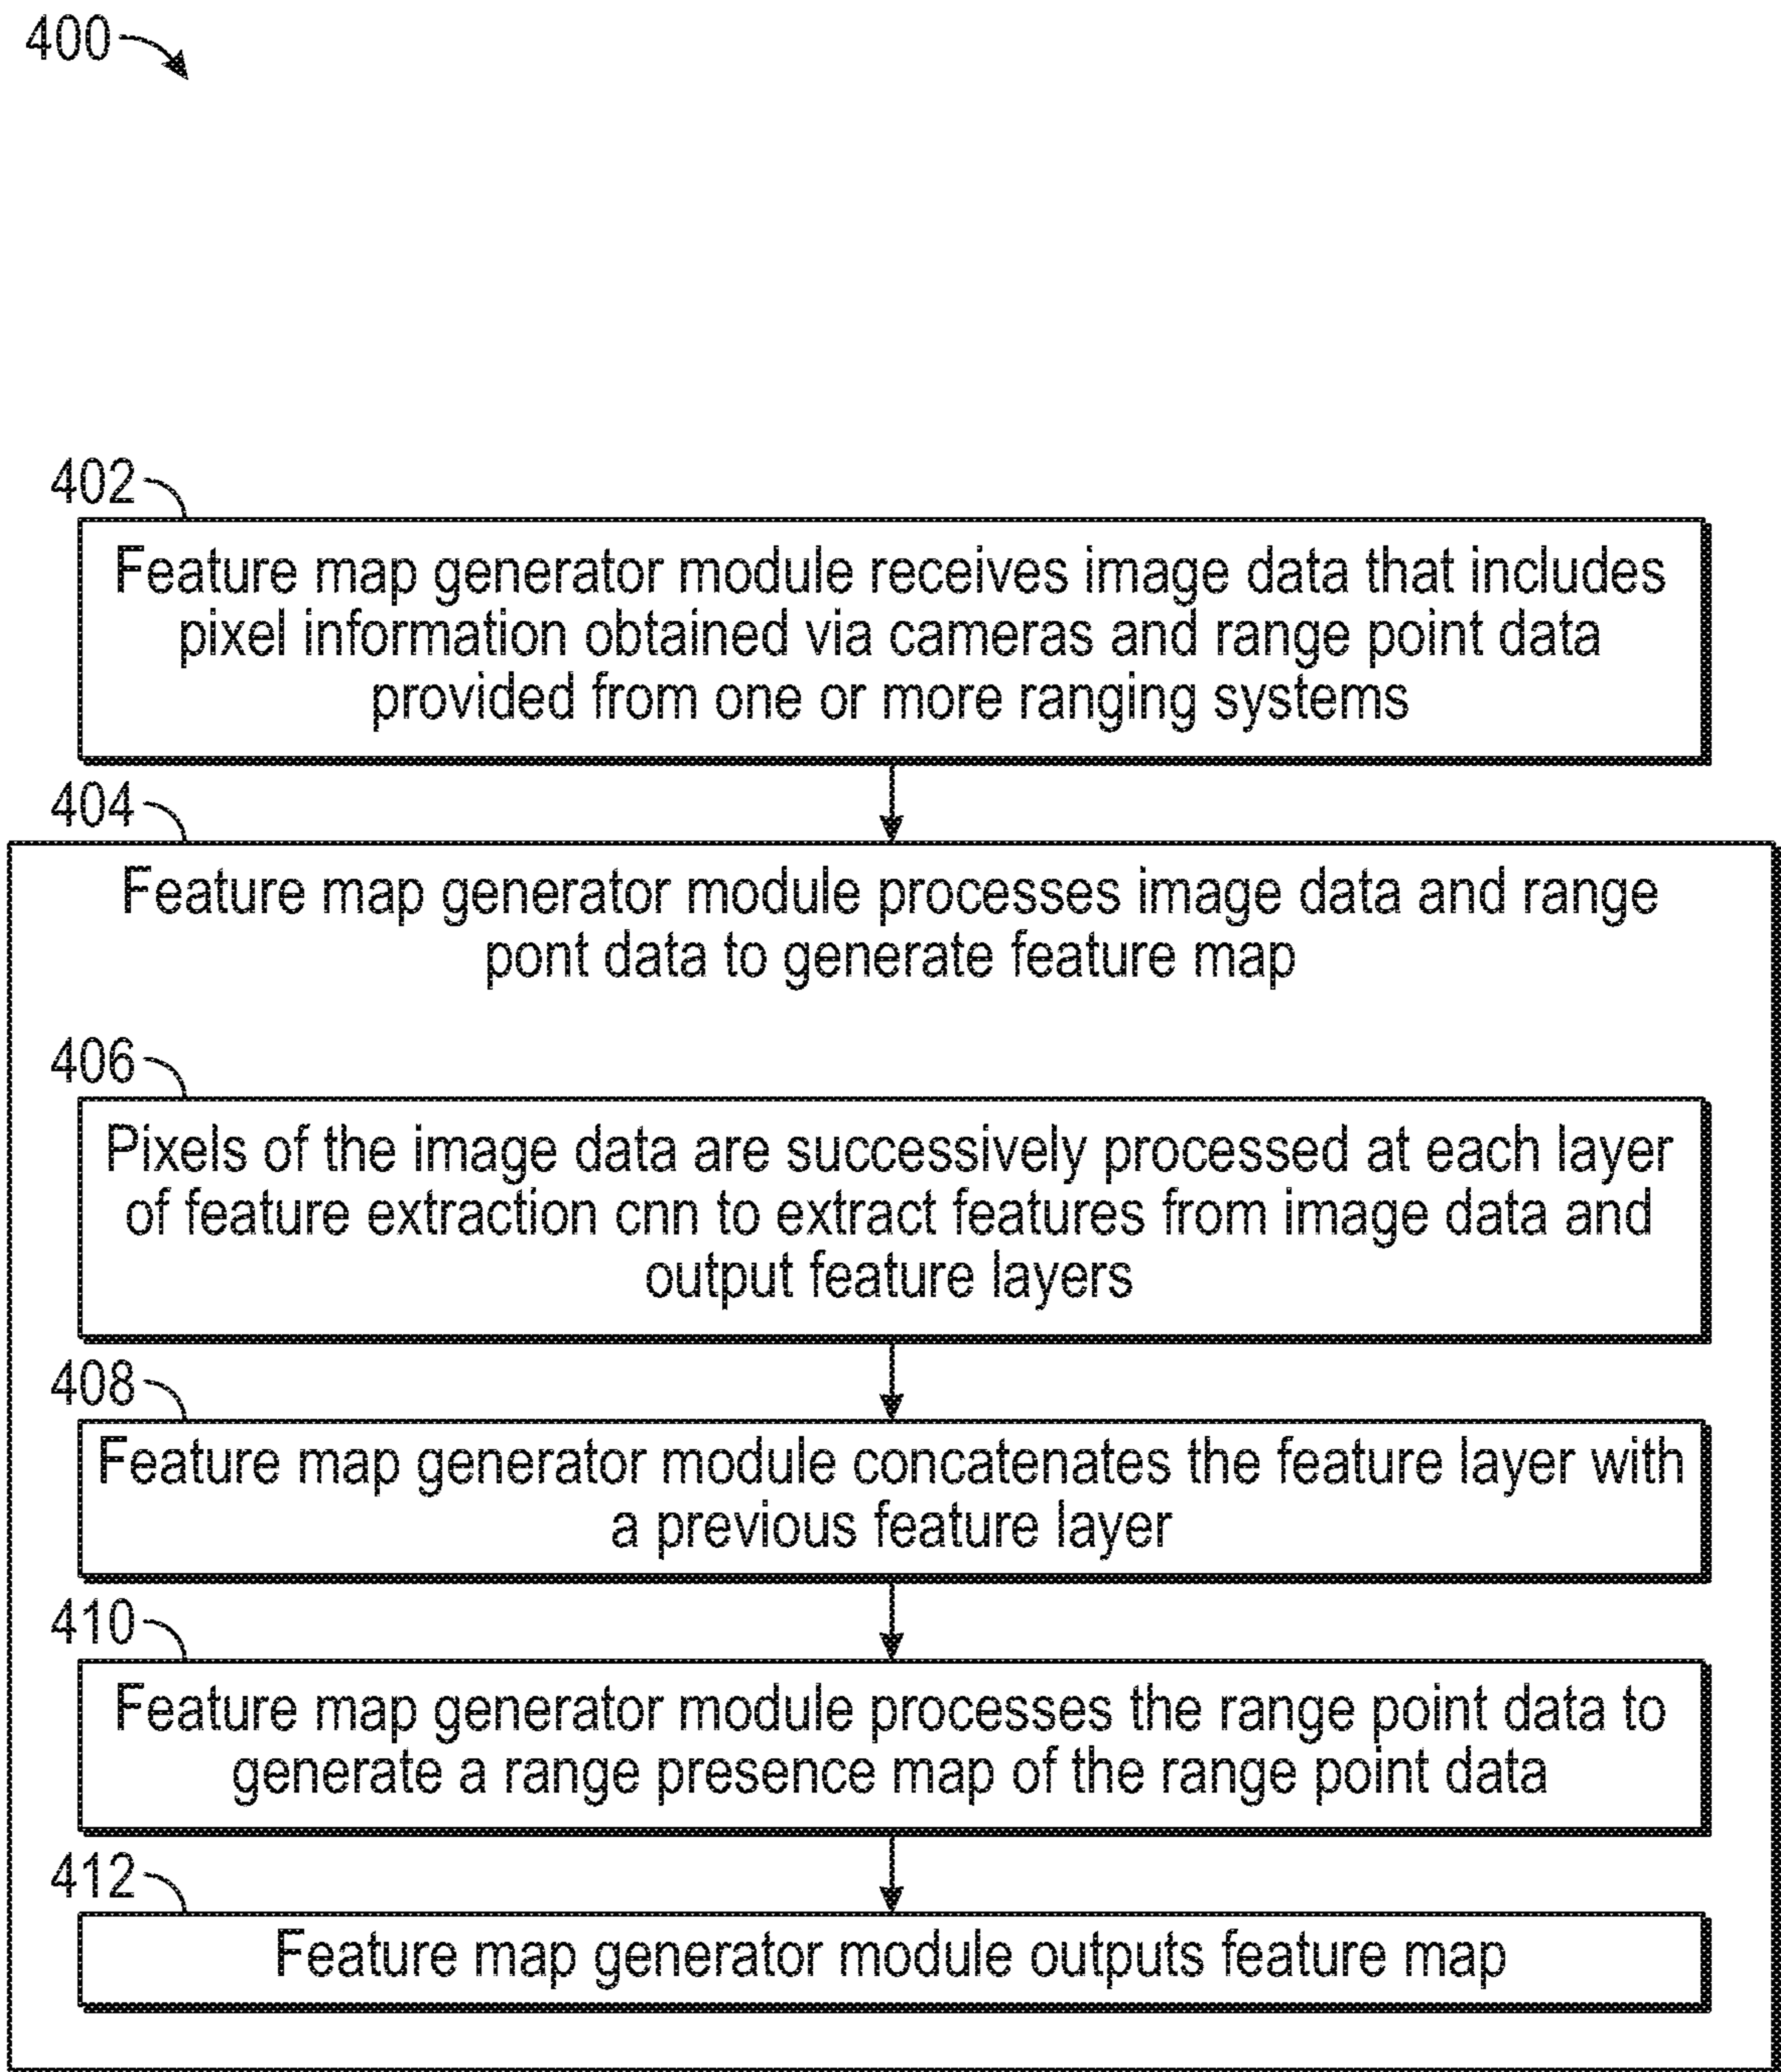 400
402
Feature map generator module receives image data that includes
pixel information obtained via cameras and range point data
provided from one or more ranging systems
404
Feature map generator module processes image data and range
pont data to generate feature map
406
Pixels of the image data are successively processed at each layer
of feature extraction cnn to extract features from image data and
output feature layers
408
Feature map generator module concatenates the feature layer with
a previous feature layer
410
Feature map generator module processes the range point data to
generate a range presence map of the range point data
412
Feature map generator module outputs feature map